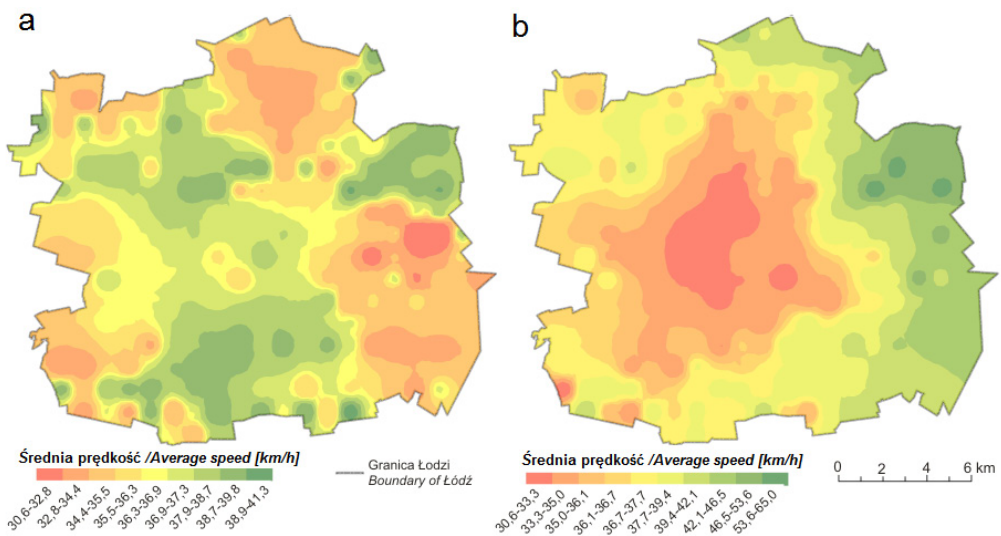 a
b
Średnia prędkość /Average speed [km/h]
30,6-32,8
32,8-34,4
34,4-35,5
35,5-36,3
36,3-36,9
36,9-37,3
37,9-38,7
38,7-39,8
38,9-41,3
Granica Łodzi
Boundary of Łódź
Średnia prędkość /Average speed [km/h]
30,6-33,3
33,3-35,0
35,0-36,1
36,1-36,7
36,7-37,7
37,7-39,4
39,4-42,1
42,1-46,5
46,5-53,6
53,6-65,0
0 2 4 6 km